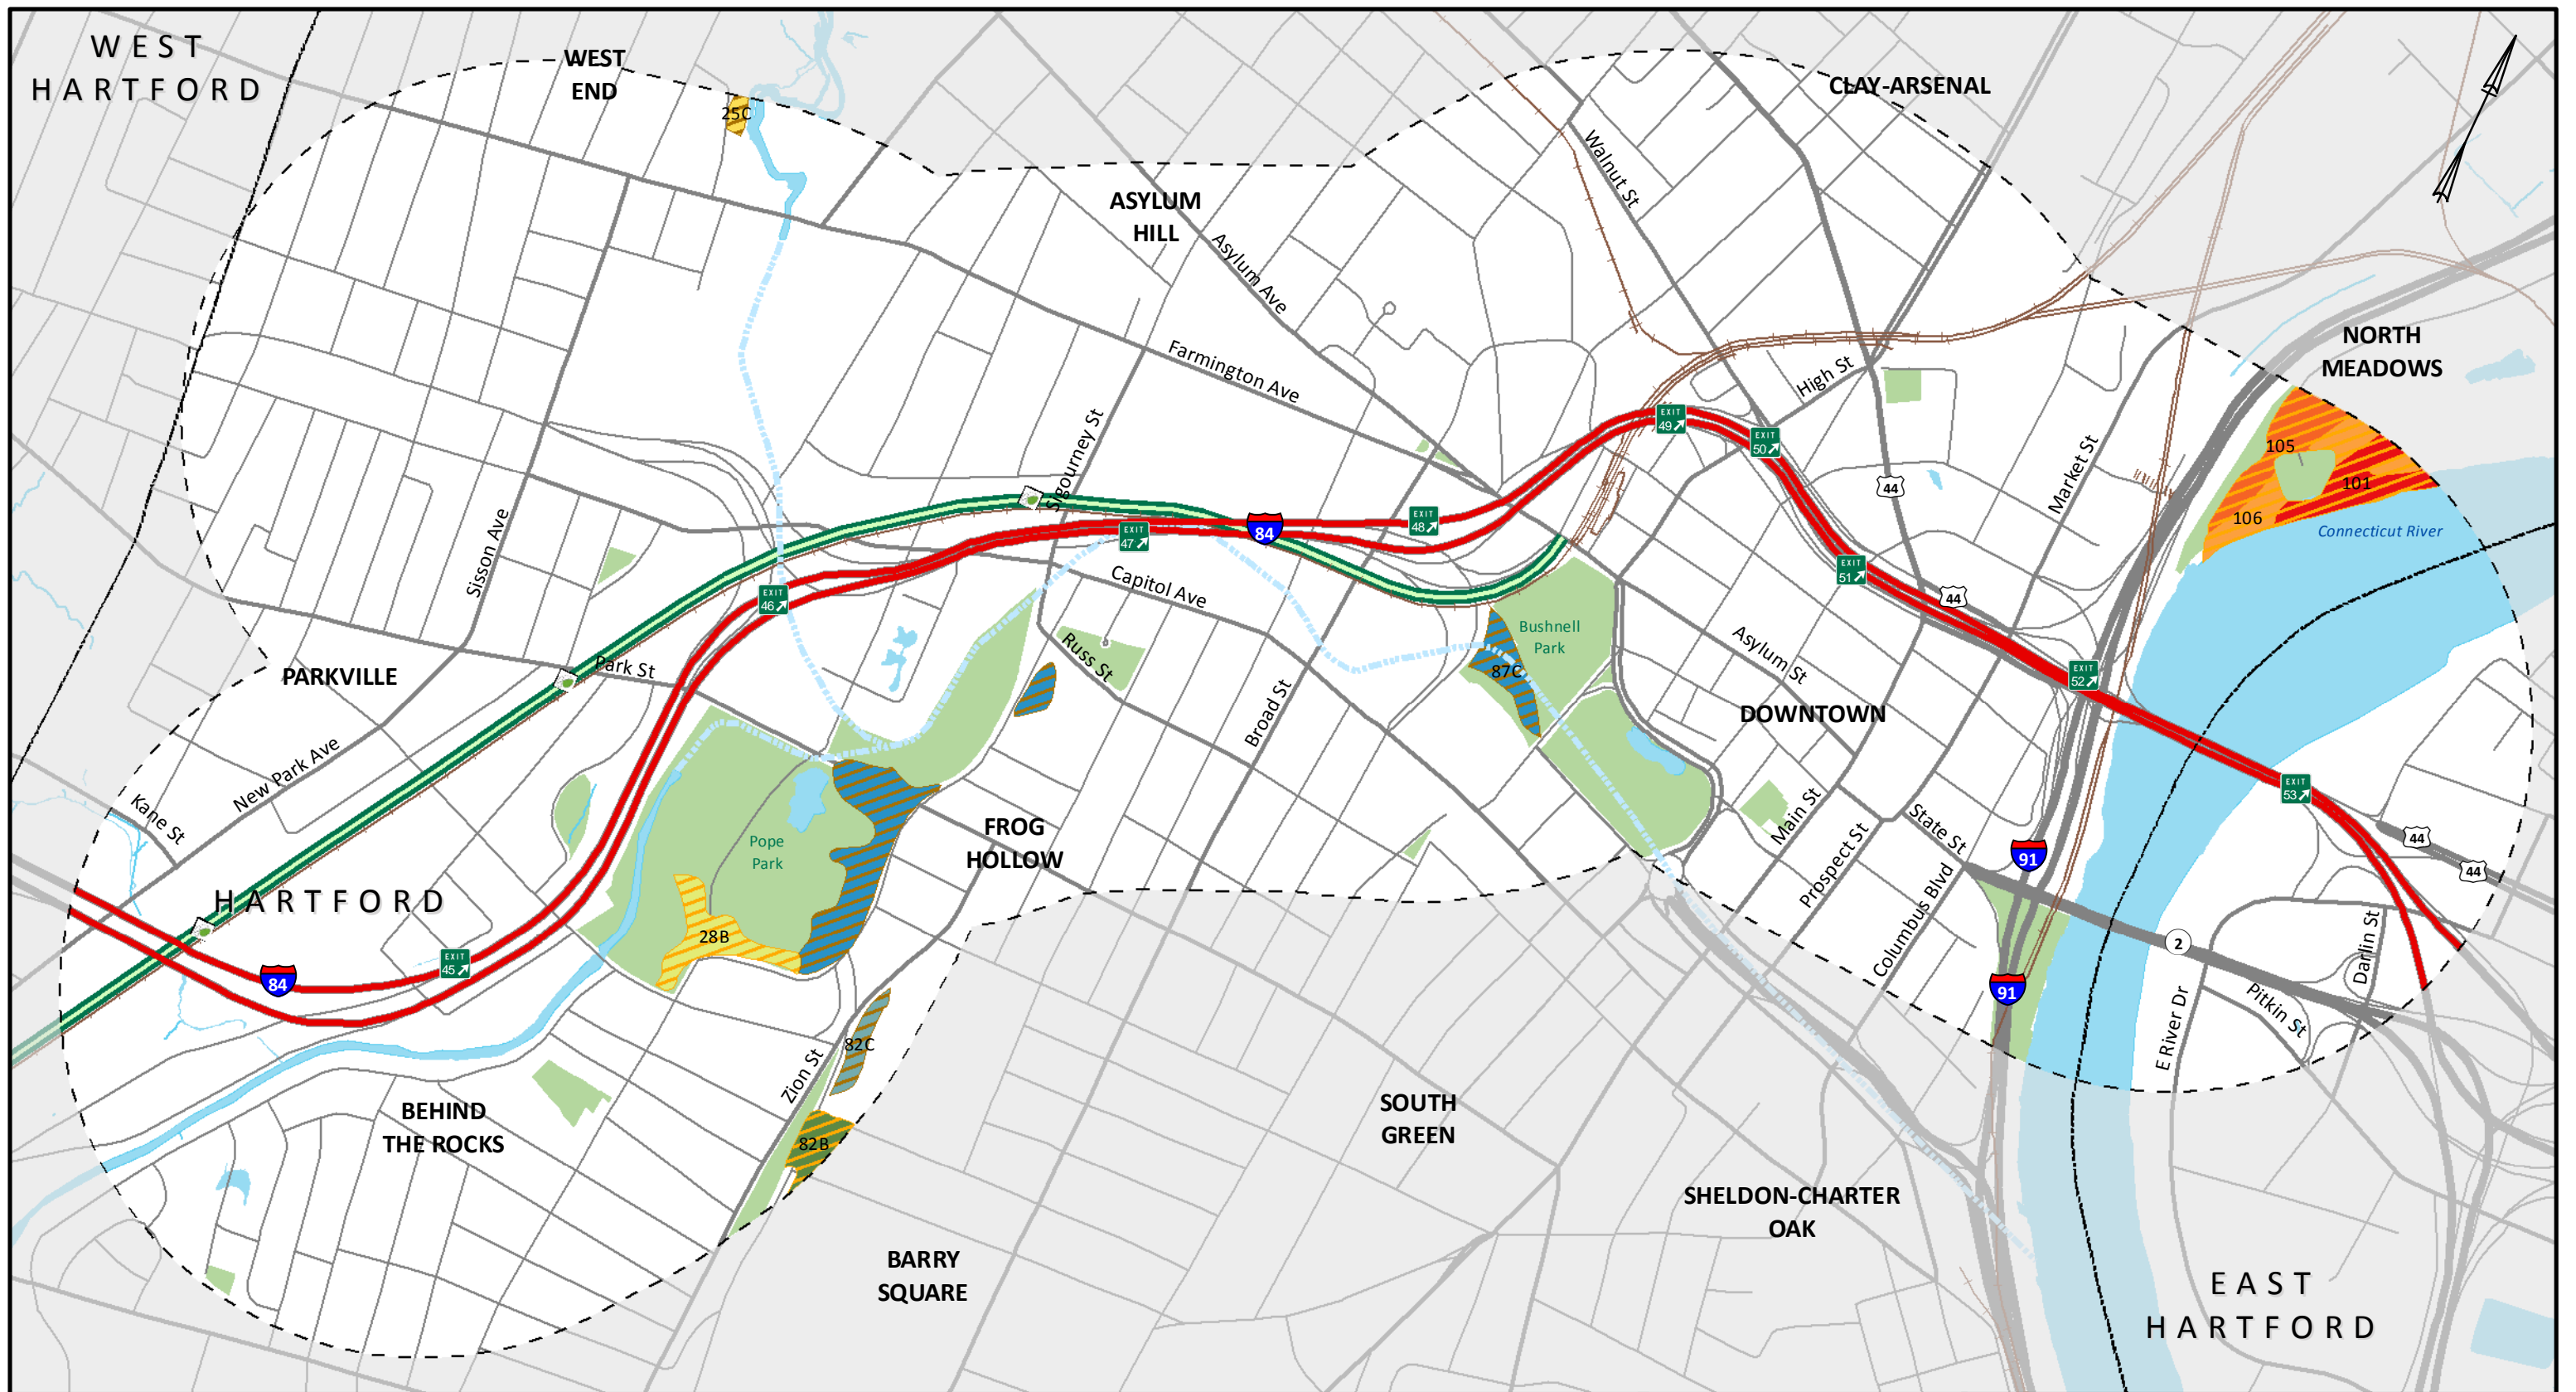 WEST
HARTFORD
WEST
END
25C
CLAY-ARSENAL
Walnut St
ASYLUM
HILL
Asylum Ave
Farmington Ave
High St
NORTH
MEADOWS
EXIT
49
EXIT
50
105
101
106
44
Market St
Connecticut River
Sigourney St
EXIT
47
84
EXIT
48
Sisson Ave
EXIT
46
Capitol Ave
EXIT
51
44
Bushnell
Park
87C
Asylum St
EXIT
52
PARKVILLE
Park St
Russ St
Broad St
DOWNTOWN
New Park Ave
Kane St
Pope
Park
FROG
HOLLOW
Main St
Prospect St
State St
91
EXIT
53
44
44
HARTFORD
28B
Columbus Blvd
2
Darlin St
84
EXIT
45
91
E River Dr
Pitkin St
82C
Zion St
82B
BEHIND
THE ROCKS
SOUTH
GREEN
SHELDON-CHARTER
OAK
BARRY
SQUARE
EAST
HARTFORD